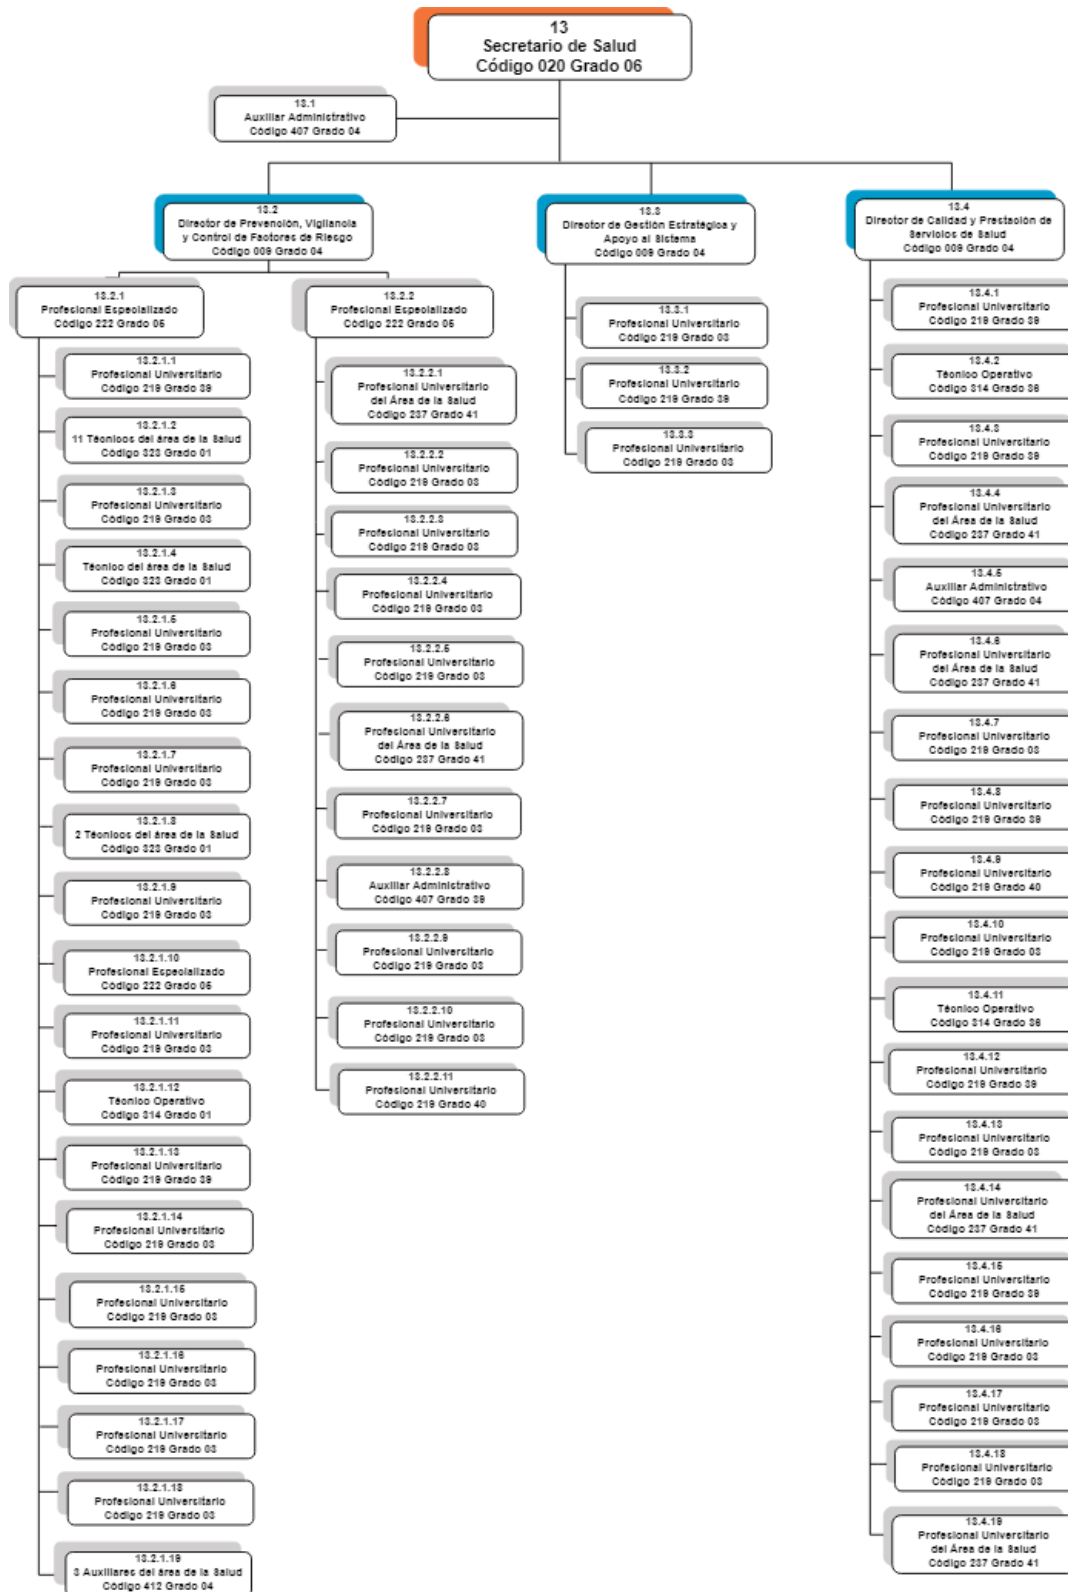 13
Secretario de Salud
Código 020 Grado 06
13.1
Auxiliar Administrativo
Código 407 Grado 04
13.2
Director de Prevención, Vigilancia
y Control de Factores de Riesgo
Código 009 Grado 04
13.3
Director de Gestión Estratégica y
Apoyo al Sistema
Código 009 Grado 04
13.4
Director de Calidad y Prestación de
Servicios de Salud
Código 009 Grado 04
13.2.1
Profesional Especializado
Código 222 Grado 05
13.2.1.1
Profesional Universitario
Código 219 Grado 39
13.2.1.2
11 Técnicos del área de la Salud
Código 323 Grado 01
13.2.1.3
Profesional Universitario
Código 219 Grado 03
13.2.1.4
Técnico del área de la Salud
Código 323 Grado 01
13.2.1.5
Profesional Universitario
Código 219 Grado 03
13.2.1.6
Profesional Universitario
Código 219 Grado 03
13.2.1.7
Profesional Universitario
Código 219 Grado 03
13.2.1.8
2 Técnicos del área de la Salud
Código 323 Grado 01
13.2.1.9
Profesional Universitario
Código 219 Grado 03
13.2.1.10
Profesional Especializado
Código 222 Grado 05
13.2.1.11
Profesional Universitario
Código 219 Grado 03
13.2.1.12
Técnico Operativo
Código 314 Grado 01
13.2.1.13
Profesional Universitario
Código 219 Grado 39
13.2.1.14
Profesional Universitario
Código 219 Grado 03
13.2.1.15
Profesional Universitario
Código 219 Grado 03
13.2.1.16
Profesional Universitario
Código 219 Grado 03
13.2.1.17
Profesional Universitario
Código 219 Grado 03
13.2.1.18
Profesional Universitario
Código 219 Grado 03
13.2.1.19
3 Auxiliares del área de la Salud
Código 412 Grado 04
13.2.2
Profesional Especializado
Código 222 Grado 05
13.2.2.1
Profesional Universitario
del Área de la Salud
Código 237 Grado 41
13.2.2.2
Profesional Universitario
Código 219 Grado 03
13.2.2.3
Profesional Universitario
Código 219 Grado 03
13.2.2.4
Profesional Universitario
Código 219 Grado 03
13.2.2.5
Profesional Universitario
Código 219 Grado 03
13.2.2.6
Profesional Universitario
del Área de la Salud
Código 237 Grado 41
13.2.2.7
Profesional Universitario
Código 219 Grado 03
13.2.2.8
Auxiliar Administrativo
Código 407 Grado 39
13.2.2.9
Profesional Universitario
Código 219 Grado 03
13.2.2.10
Profesional Universitario
Código 219 Grado 03
13.2.2.11
Profesional Universitario
Código 219 Grado 40
13.3.1
Profesional Universitario
Código 219 Grado 03
13.3.2
Profesional Universitario
Código 219 Grado 39
13.3.3
Profesional Universitario
Código 219 Grado 03
13.4.1
Profesional Universitario
Código 219 Grado 39
13.4.2
Técnico Operativo
Código 314 Grado 36
13.4.3
Profesional Universitario
Código 219 Grado 39
13.4.4
Profesional Universitario
del Área de la Salud
Código 237 Grado 41
13.4.5
Auxiliar Administrativo
Código 407 Grado 04
13.4.6
Profesional Universitario
del Área de la Salud
Código 237 Grado 41
13.4.7
Profesional Universitario
Código 219 Grado 03
13.4.8
Profesional Universitario
Código 219 Grado 39
13.4.9
Profesional Universitario
Código 219 Grado 40
13.4.10
Profesional Universitario
Código 219 Grado 03
13.4.11
Técnico Operativo
Código 314 Grado 36
13.4.12
Profesional Universitario
Código 219 Grado 39
13.4.13
Profesional Universitario
Código 219 Grado 03
13.4.14
Profesional Universitario
del Área de la Salud
Código 237 Grado 41
13.4.15
Profesional Universitario
Código 219 Grado 39
13.4.16
Profesional Universitario
Código 219 Grado 03
13.4.17
Profesional Universitario
Código 219 Grado 03
13.4.18
Profesional Universitario
Código 219 Grado 03
13.4.19
Profesional Universitario
del Área de la Salud
Código 237 Grado 41